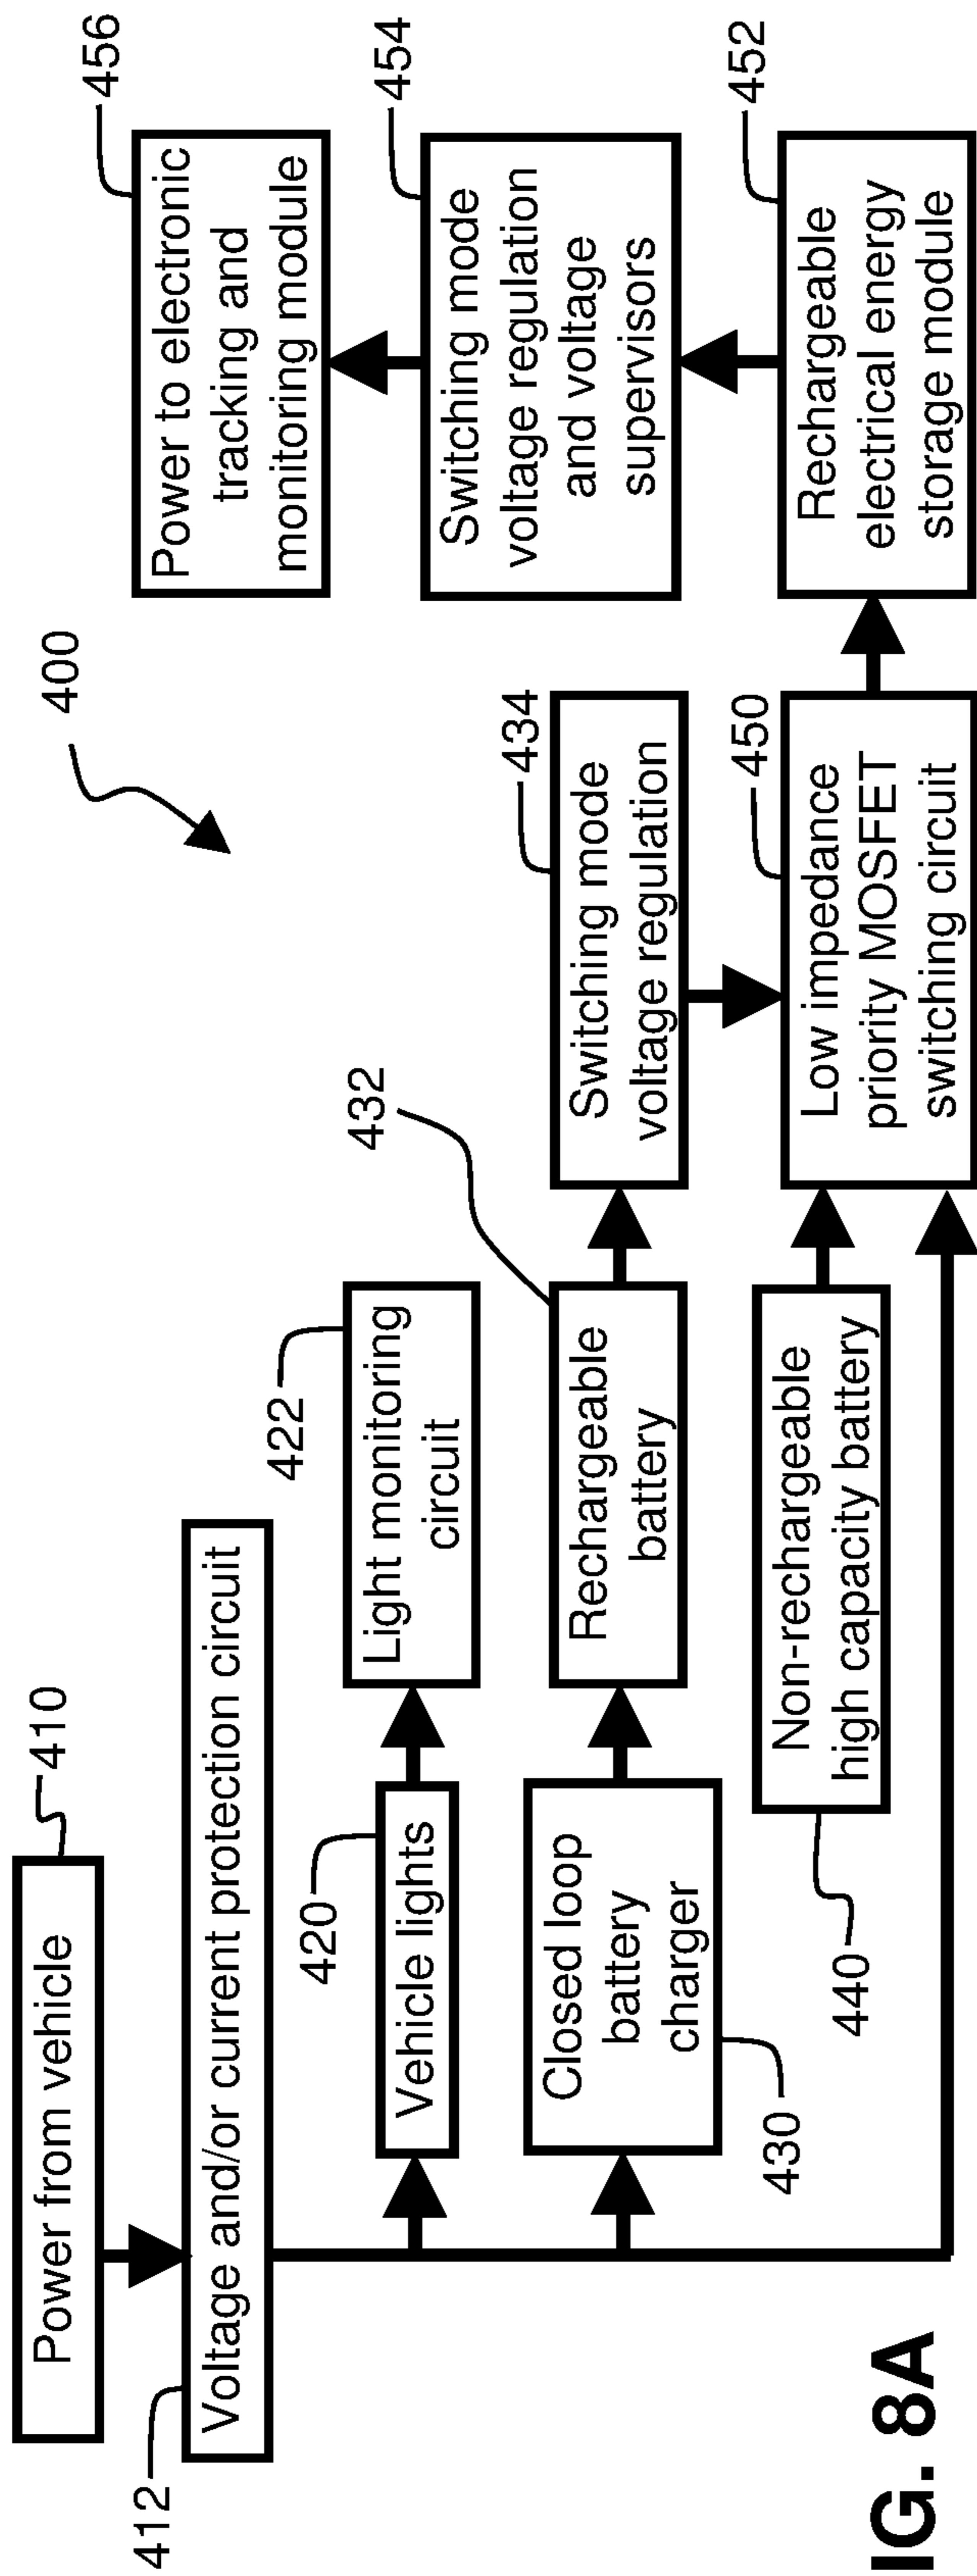 400
Power from vehicle
410
412
Voltage and/or current protection circuit
420
Vehicle lights
422
Light monitoring
circuit
430
Closed loop
battery
charger
432
Rechargeable
battery
434
Switching mode
voltage regulation
440
Non-rechargeable
high capacity battery
450
Low impedance
priority MOSFET
switching circuit
452
Rechargeable
electrical energy
storage module
454
Switching mode
voltage regulation
and voltage
supervisors
456
Power to electronic
tracking and
monitoring module
IG. 8A